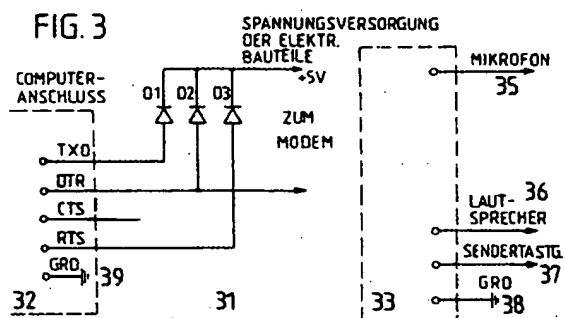 FIG. 3
SPANNUNGSVERSORGUNG
DER ELEKTR.
BAUTEILE
+5V
COMPUTER-
ANSCHLUSS
D1 D2 D3
ZUM
MODEM
TXD
DTR
CTS
RTS
GRD
39
32
31
MIKROFON
35
36
LAUT-
SPRECHER
SENDERTASTG.
37
GRD
38
33